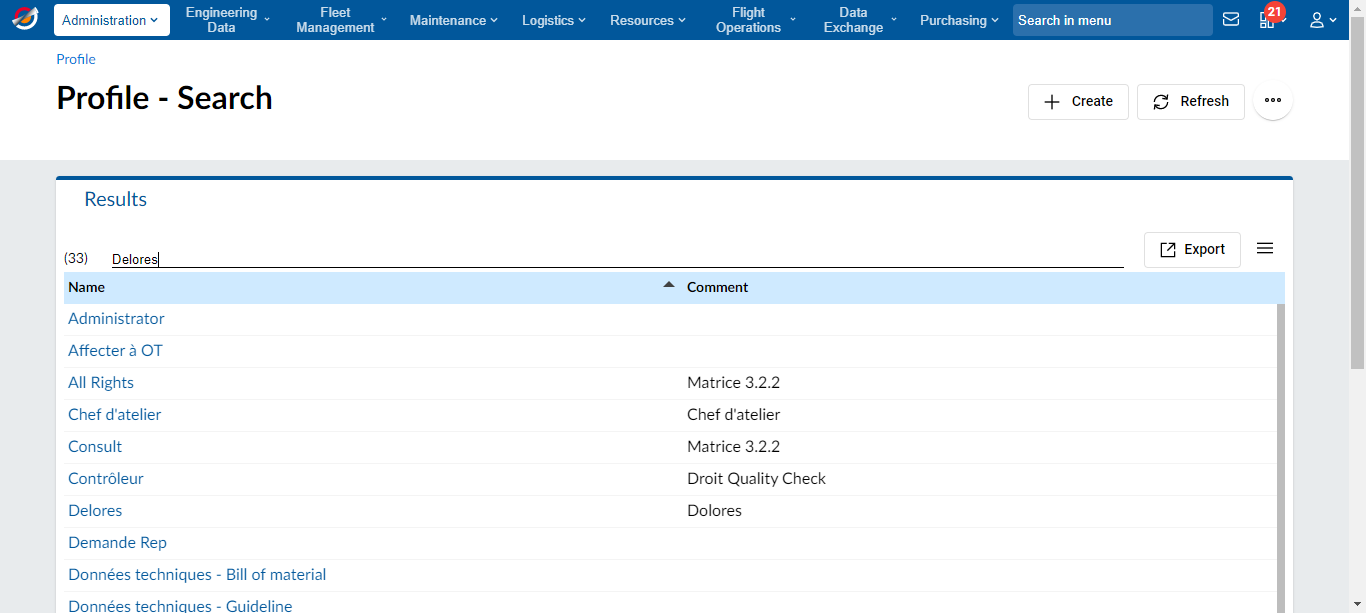 Administration
Engineering
Data
Fleet
Management
Maintenance
Logistics
Resources
Flight
Operations
Data
Exchange
Purchasing
Search in menu
21
Profile
Profile - Search
Create
Refresh
Results
(33)
Delores
Export
Name
Comment
Administrator
Affecter à OT
All Rights Matrice 3.2.2
Chef d'atelier Chef d'atelier
Consult Matrice 3.2.2
Contrôleur Droit Quality Check
Delores Dolores
Demande Rep
Données techniques - Bill of material
Données techniques - Guideline